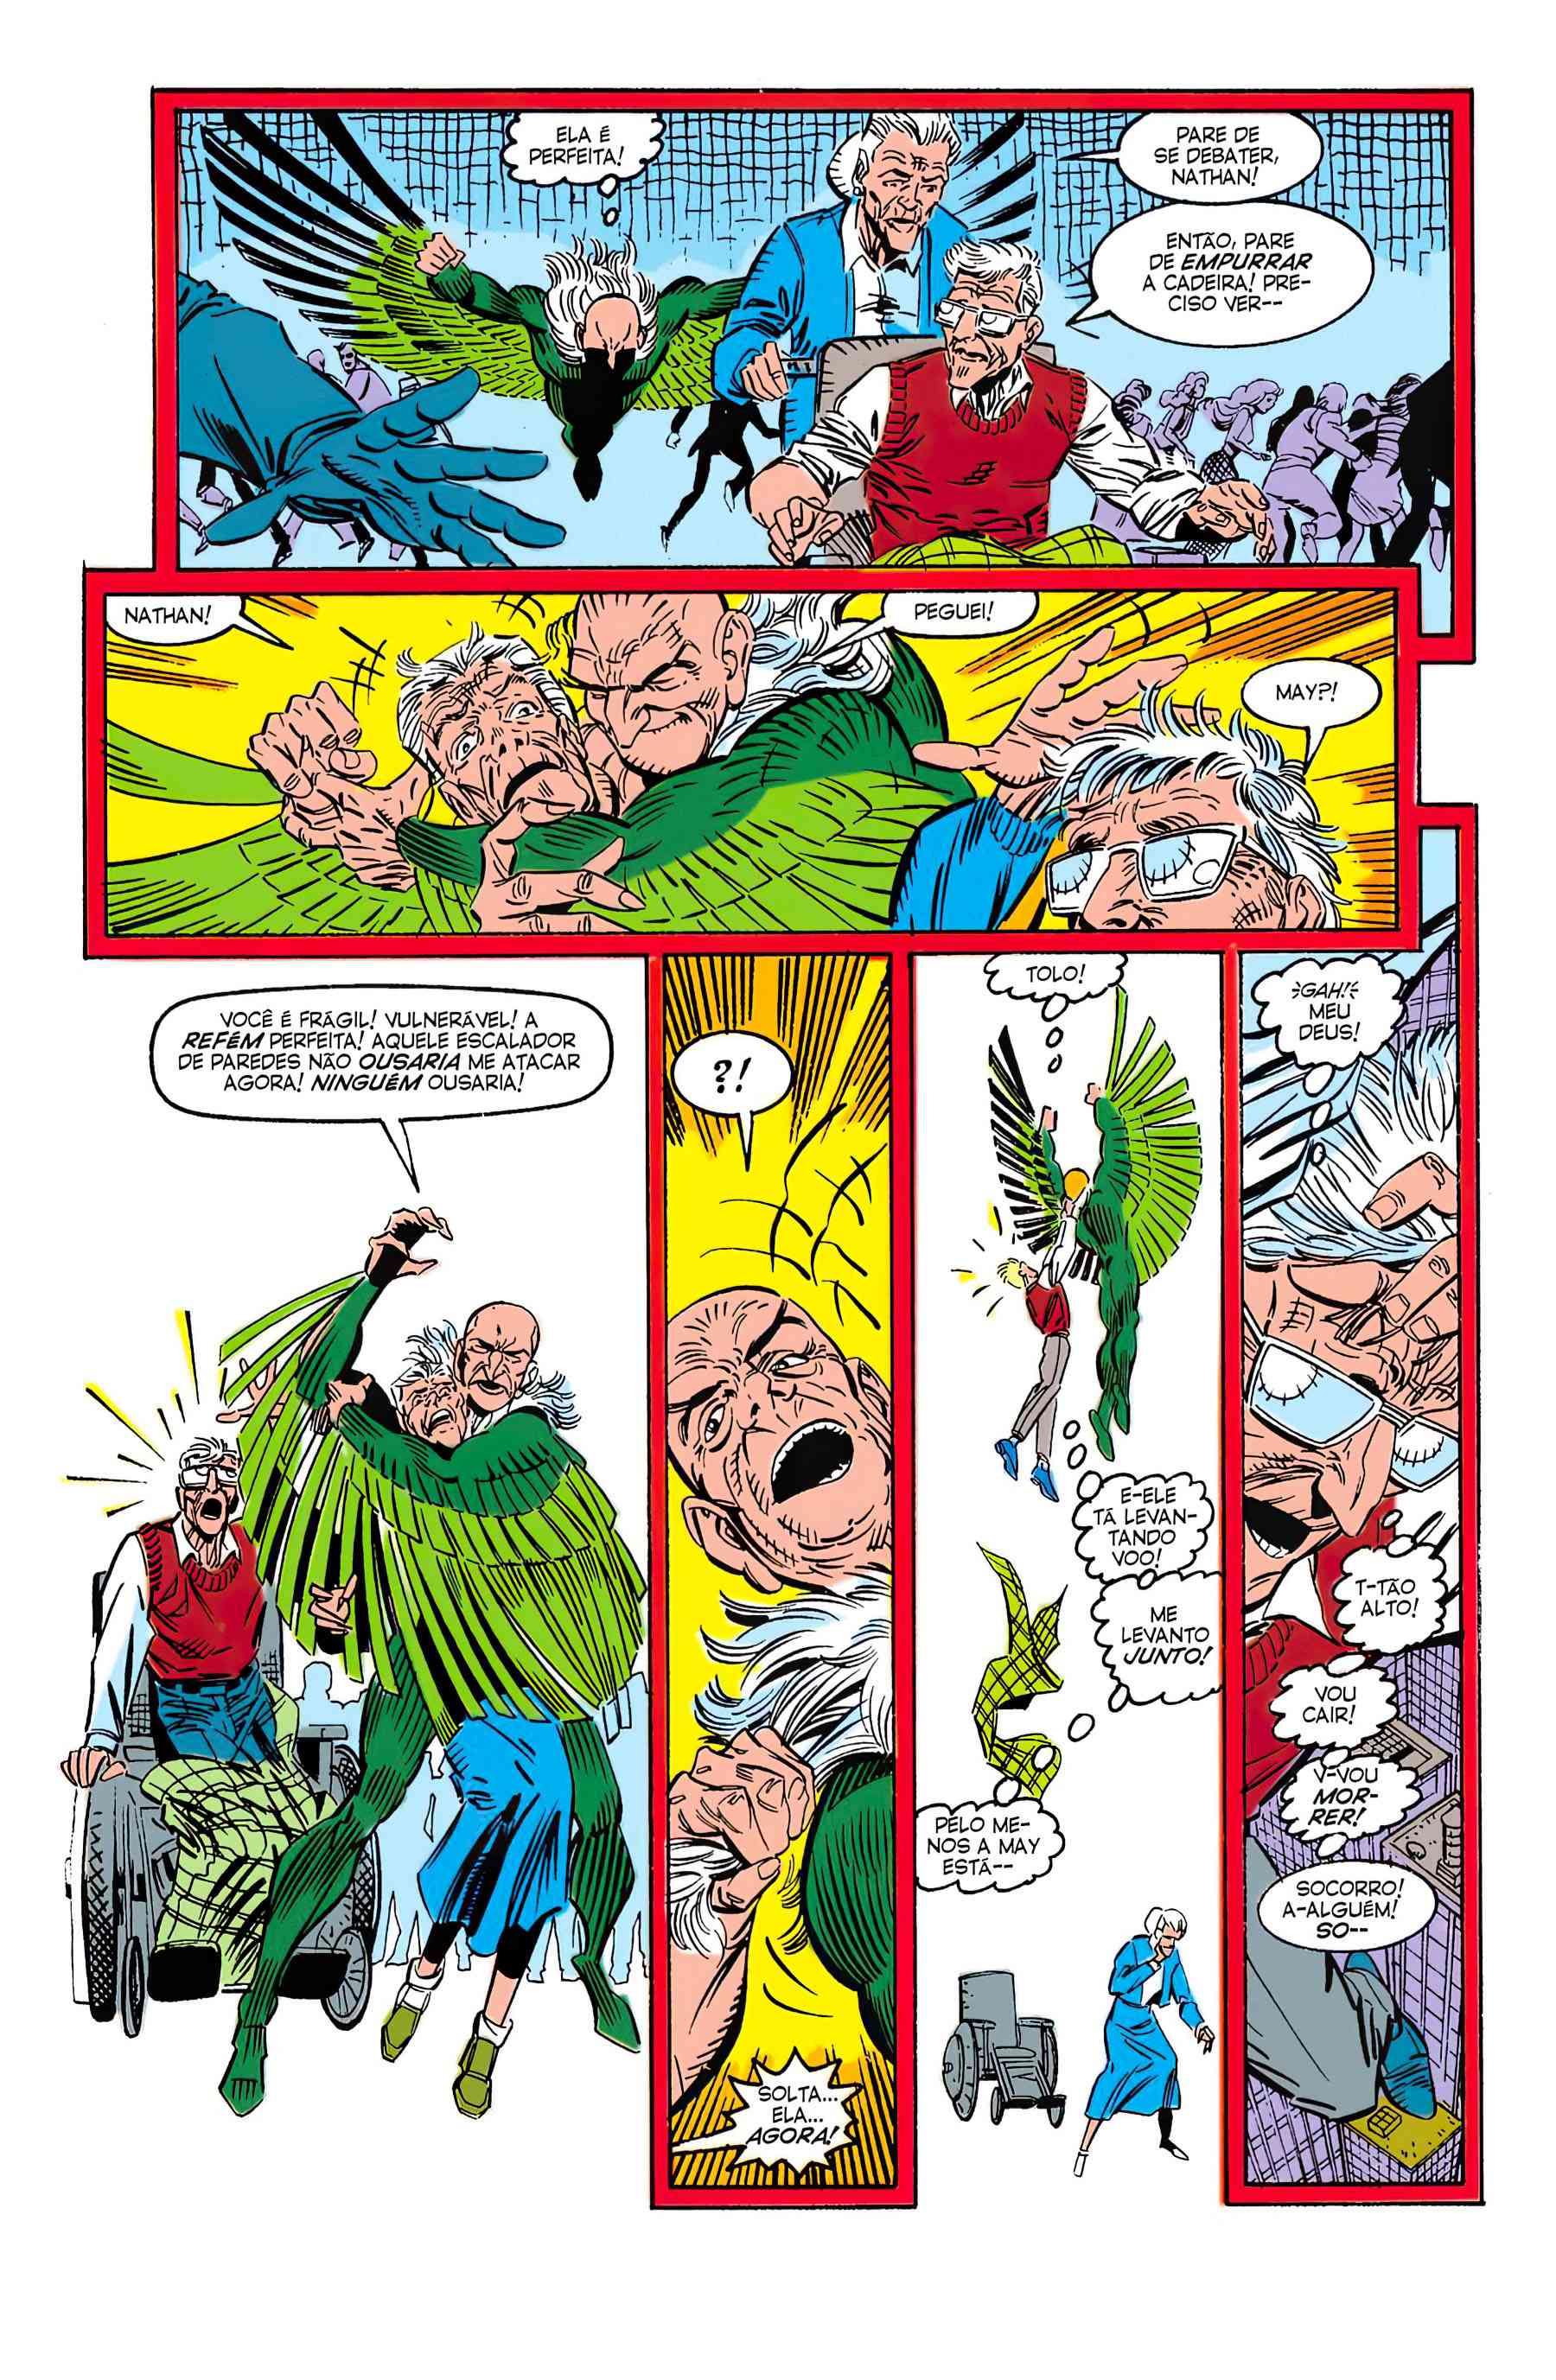 ELA É
PERFEITA!
PARE DE
SE DEBATER,
NATHAN!
ENTÃO, PARE
DE EMPURRAR
A CADEIRA! PRE-
CISO VER--
NATHAN!
PEGUEI!
MAY?!
VOCÊ É FRÁGIL! VULNERÁVEL! A
REFÉM PERFEITA! AQUELE ESCALADOR
DE PAREDES NÃO OUSARIA ME ATACAR
AGORA! NINGUÉM OUSARIA!
?!
SOLTA...
ELA...
AGORA!
TOLO!
E-ELE
TÁ LEVAN-
TANDO
VOO!
ME
LEVANTO
JUNTO!
PELO ME-
NOS A MAY
ESTÁ--
GAH!
MEU
DEUS!
T-TÃO
ALTO!
VOU
CAIR!
V-VOU
MOR-
RER!
SOCORRO!
A-ALGUÉM!
SO--